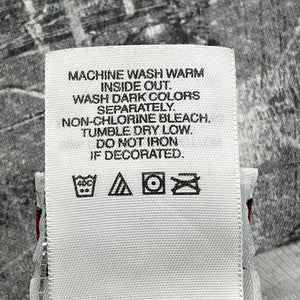 MACHINE WASH WARM
INSIDE OUT.
WASH DARK COLORS
SEPARATELY.
NON-CHLORINE BLEACH.
TUMBLE DRY LOW.
DO NOT IRON
IF DECORATED.
40C